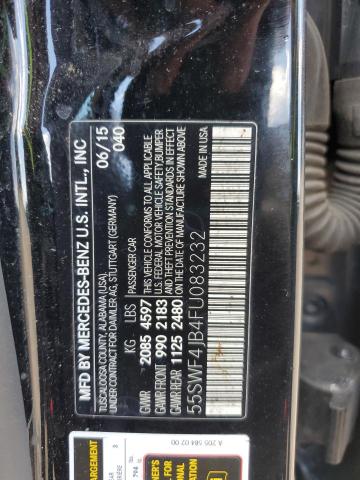 MFD BY MERCEDES-BENZ U.S. INTL., INC
TUSCALOOSA COUNTY, ALABAMA (USA)
UNDER CONTRACT FOR DAIMLER AG, STUTTGART (GERMANY)
06/15
040
PASSENGER CAR
KG LBS
GVWR 2085 4597
GAWR FRONT 990 2183
GAWR REAR 1125 2480
THIS VEHICLE CONFORMS TO ALL APPLICABLE
U.S. FEDERAL MOTOR VEHICLE SAFETY, BUMPER
AND THEFT PREVENTION STANDARDS IN EFFECT
ON THE DATE OF MANUFACTURE SHOWN ABOVE.
55SWF4JB4FU083232
MADE IN USA
A 205 584 02 00